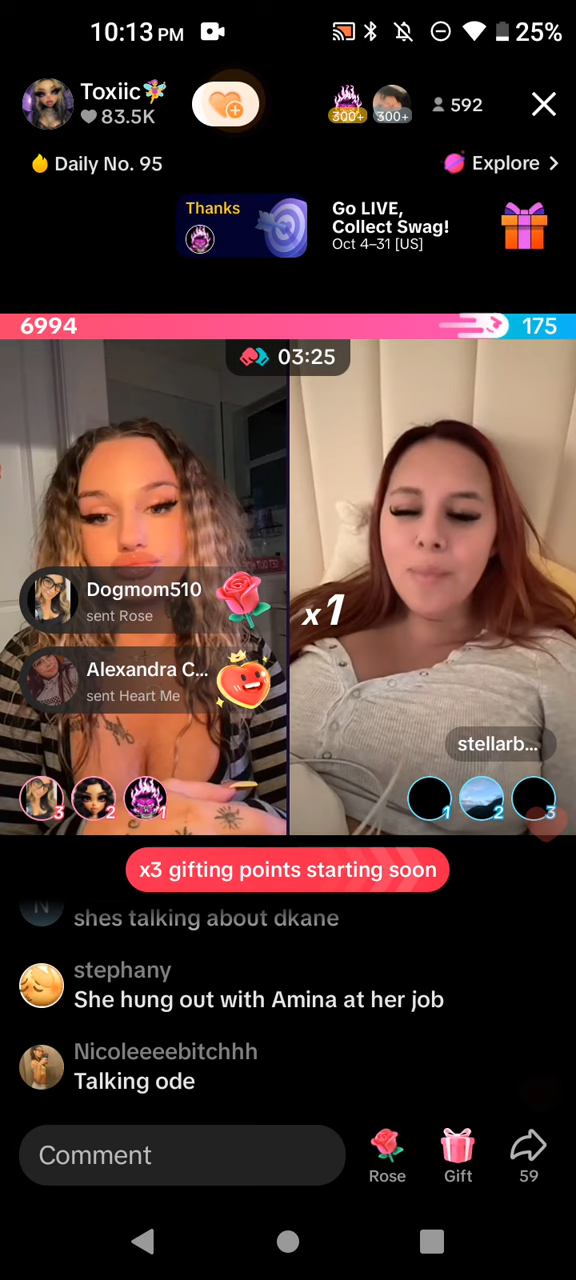 10:13 PM
25%
Toxiic🧚
83.5K
300+
300+
592
Daily No. 95
Explore >
Thanks
Go LIVE,
Collect Swag!
Oct 4–31 [US]
6994
175
03:25
Dogmom510
sent Rose
x1
Alexandra C...
sent Heart Me
stellarb...
3
2
1
1
2
3
x3 gifting points starting soon
N
shes talking about dkane
stephany
She hung out with Amina at her job
Nicoleeeebitchhh
Talking ode
Comment
Rose
Gift
59